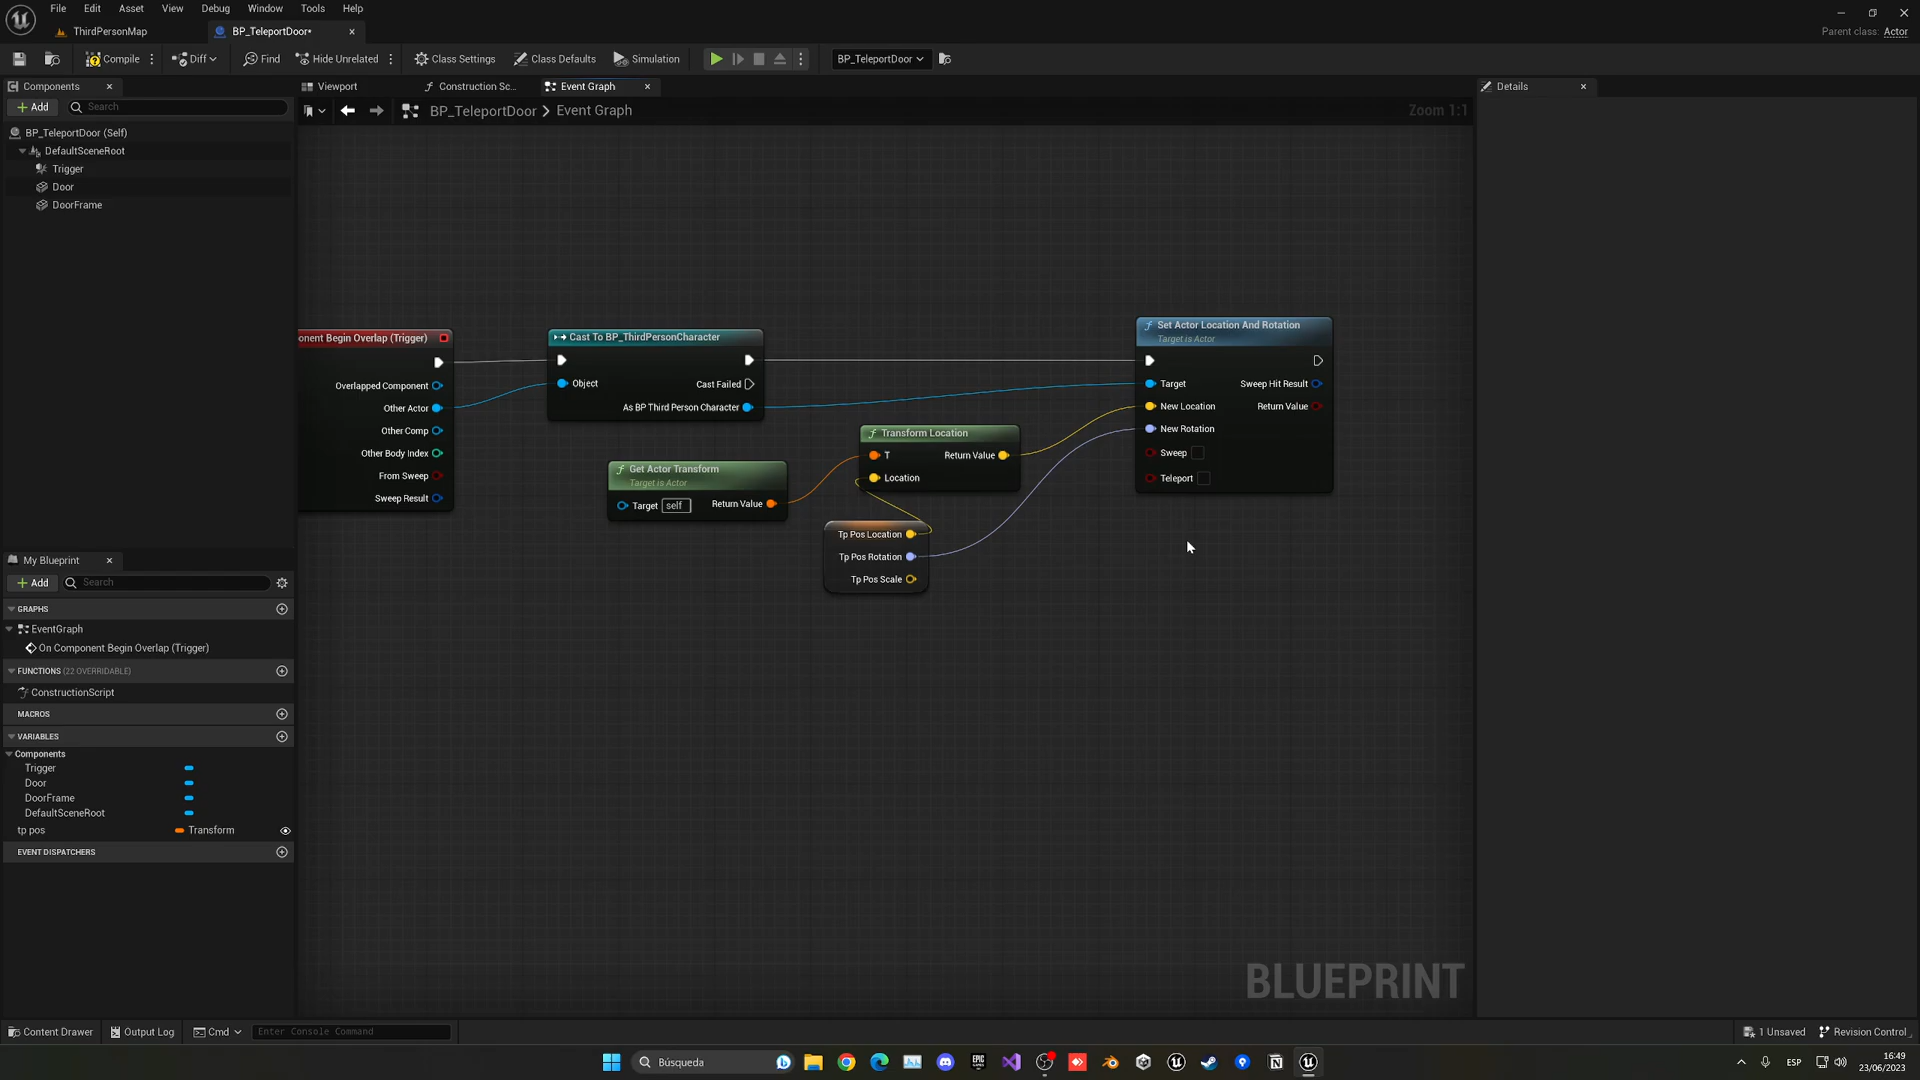 File Edit Asset View Debug Window Tools Help
ThirdPersonMap
BP_TeleportDoor*
Parent class: Actor
Compile
Diff
Find
Hide Unrelated
Class Settings
Class Defaults
Simulation
BP_TeleportDoor
Components
Viewport
Construction Sc...
Event Graph
Details
Add
Search
BP_TeleportDoor > Event Graph
Zoom 1:1
BP_TeleportDoor (Self)
DefaultSceneRoot
Trigger
Door
DoorFrame
onent Begin Overlap (Trigger)
Overlapped Component
Other Actor
Other Comp
Other Body Index
From Sweep
Sweep Result
Cast To BP_ThirdPersonCharacter
Object
Cast Failed
As BP Third Person Character
Get Actor Transform
Target is Actor
Target self
Return Value
Transform Location
T
Return Value
Location
Tp Pos Location
Tp Pos Rotation
Tp Pos Scale
Set Actor Location And Rotation
Target is Actor
Target
Sweep Hit Result
New Location
Return Value
New Rotation
Sweep
Teleport
My Blueprint
Add
Search
GRAPHS
EventGraph
On Component Begin Overlap (Trigger)
FUNCTIONS (22 OVERRIDABLE)
ConstructionScript
MACROS
VARIABLES
Components
Trigger
Door
DoorFrame
DefaultSceneRoot
tp pos
Transform
EVENT DISPATCHERS
BLUEPRINT
Content Drawer
Output Log
Cmd
Enter Console Command
1 Unsaved
Revision Control
Búsqueda
EPIC GAMES
ESP
16:49
23/06/2023